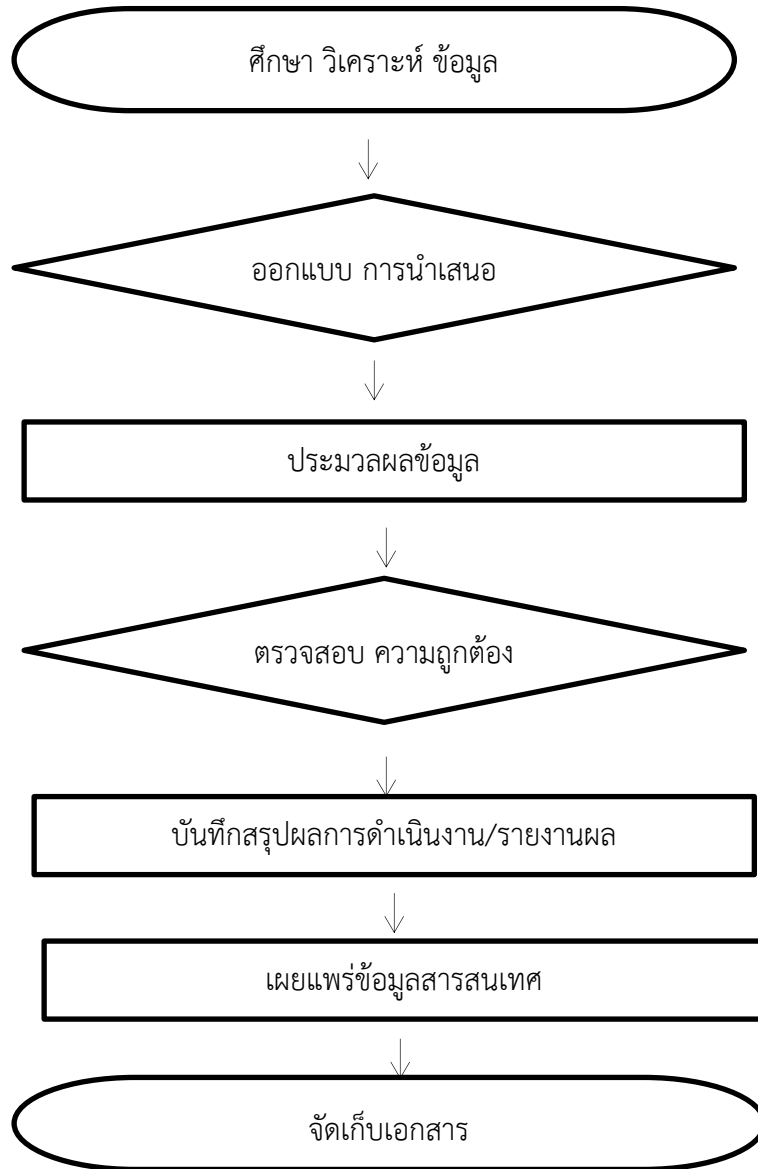 ศึกษา วิเคราะห์ ข้อมูล
ออกแบบ การนำเสนอ
ประมวลผลข้อมูล
ตรวจสอบ ความถูกต้อง
บันทึกสรุปผลการดำเนินงาน/รายงานผล
เผยแพร่ข้อมูลสารสนเทศ
จัดเก็บเอกสาร